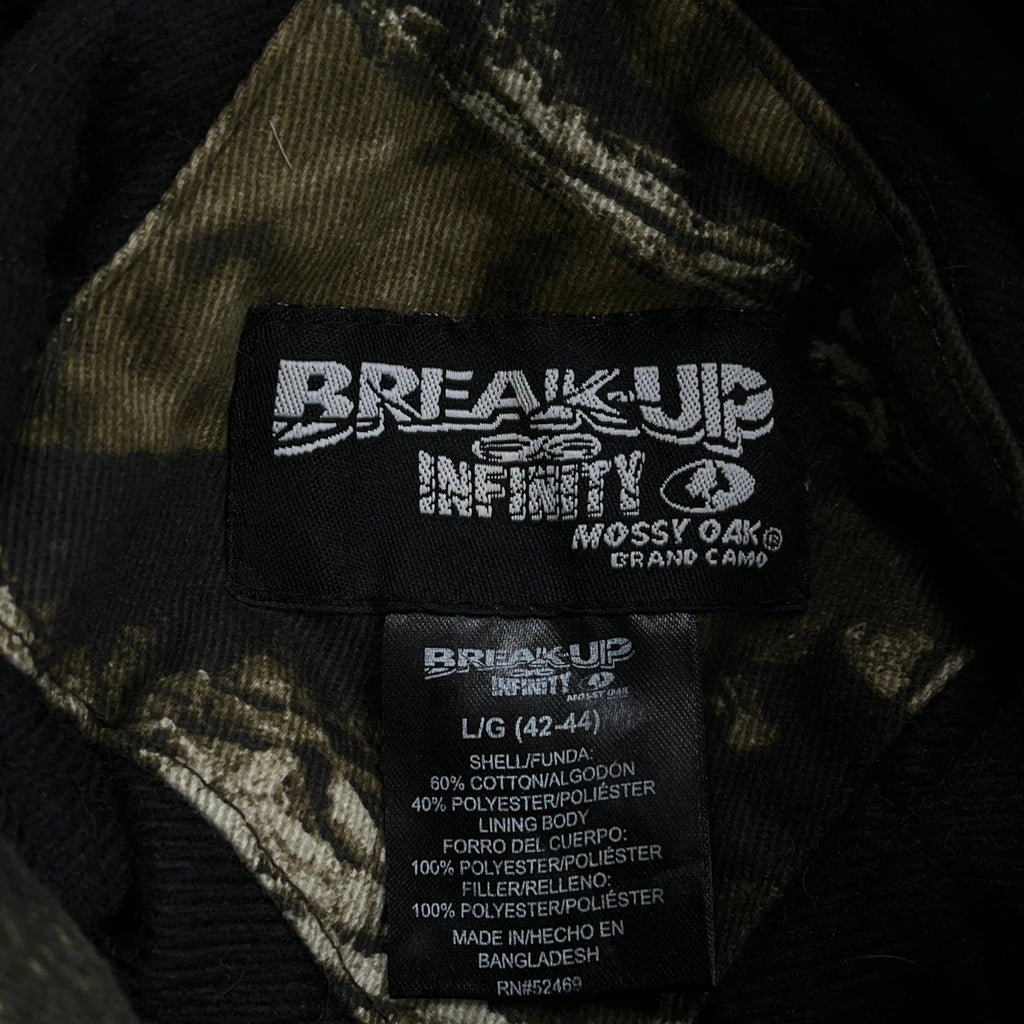 BREAK-UP
INFINITY
MOSSY OAK®
BRAND CAMO
BREAK-UP
INFINITY
MOSSY OAK
L/G (42-44)
SHELL/FUNDA:
60% COTTON/ALGODÓN
40% POLYESTER/POLIÉSTER
LINING BODY
FORRO DEL CUERPO:
100% POLYESTER/POLIÉSTER
FILLER/RELLENO:
100% POLYESTER/POLIÉSTER
MADE IN/HECHO EN
BANGLADESH
RN#52469